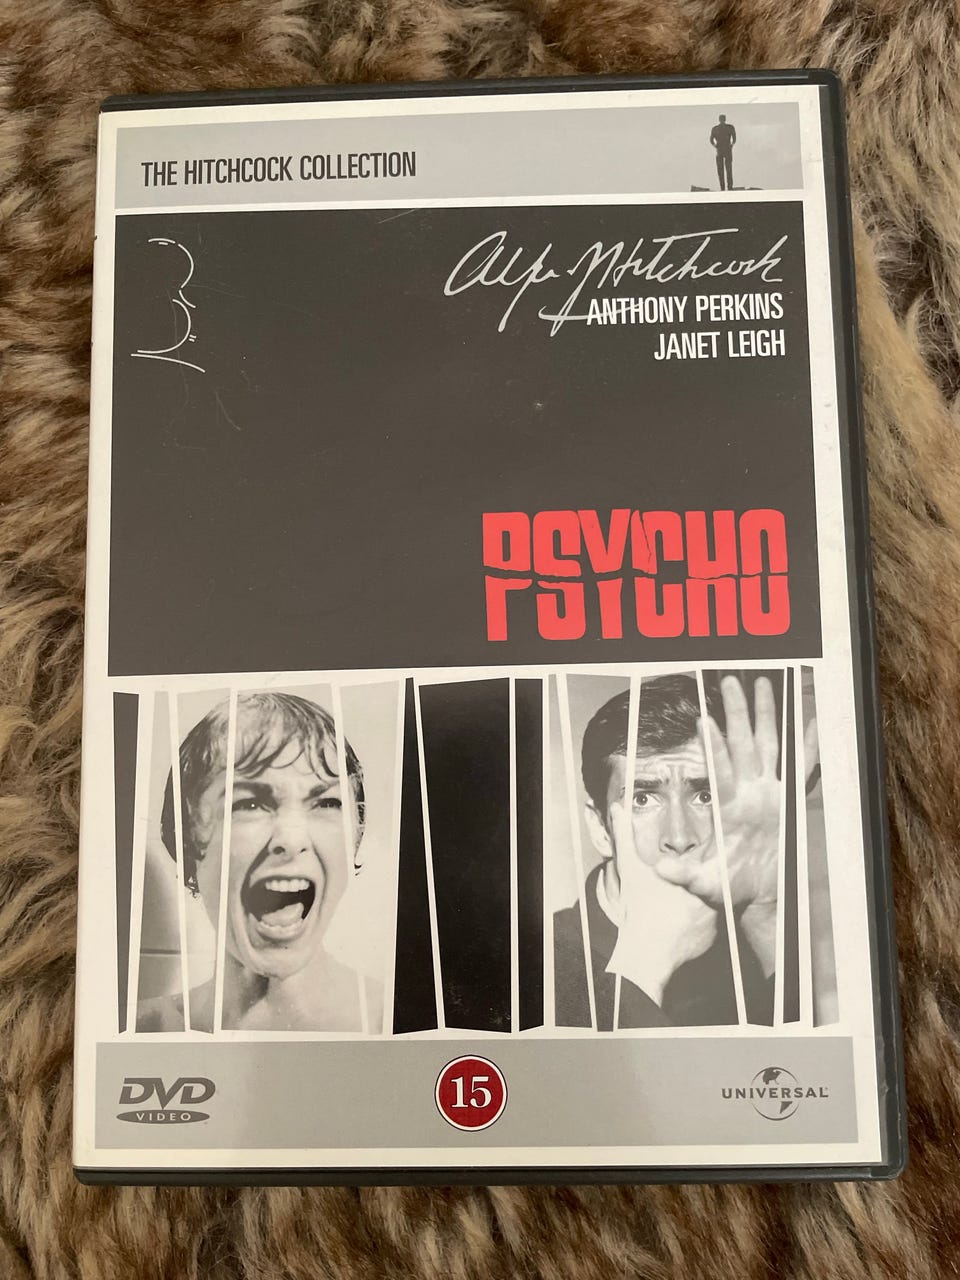 THE HITCHCOCK COLLECTION
Alfred Hitchcock
ANTHONY PERKINS
JANET LEIGH
PSYCHO
DVD
VIDEO
15
UNIVERSAL